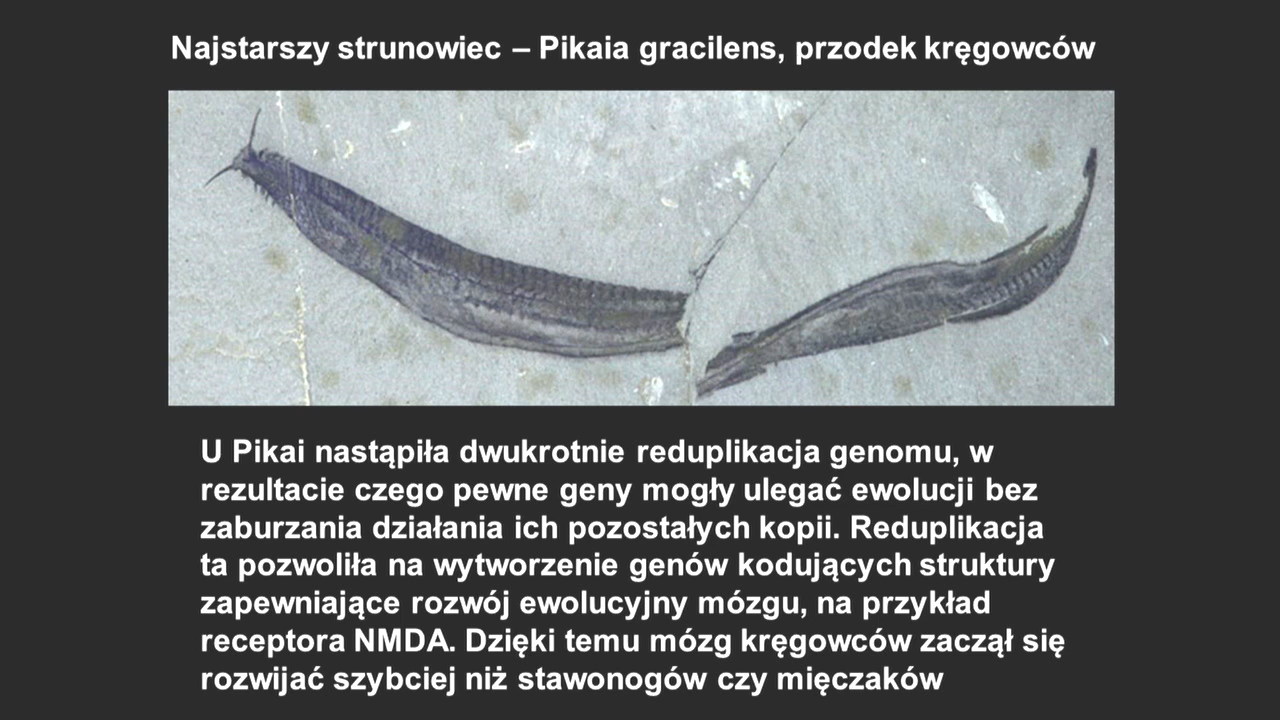 Najstarszy strunowiec – Pikaia gracilens, przodek kręgowców
U Pikai nastąpiła dwukrotnie reduplikacja genomu, w
rezultacie czego pewne geny mogły ulegać ewolucji bez
zaburzania działania ich pozostałych kopii. Reduplikacja
ta pozwoliła na wytworzenie genów kodujących struktury
zapewniające rozwój ewolucyjny mózgu, na przykład
receptora NMDA. Dzięki temu mózg kręgowców zaczął się
rozwijać szybciej niż stawonogów czy mięczaków